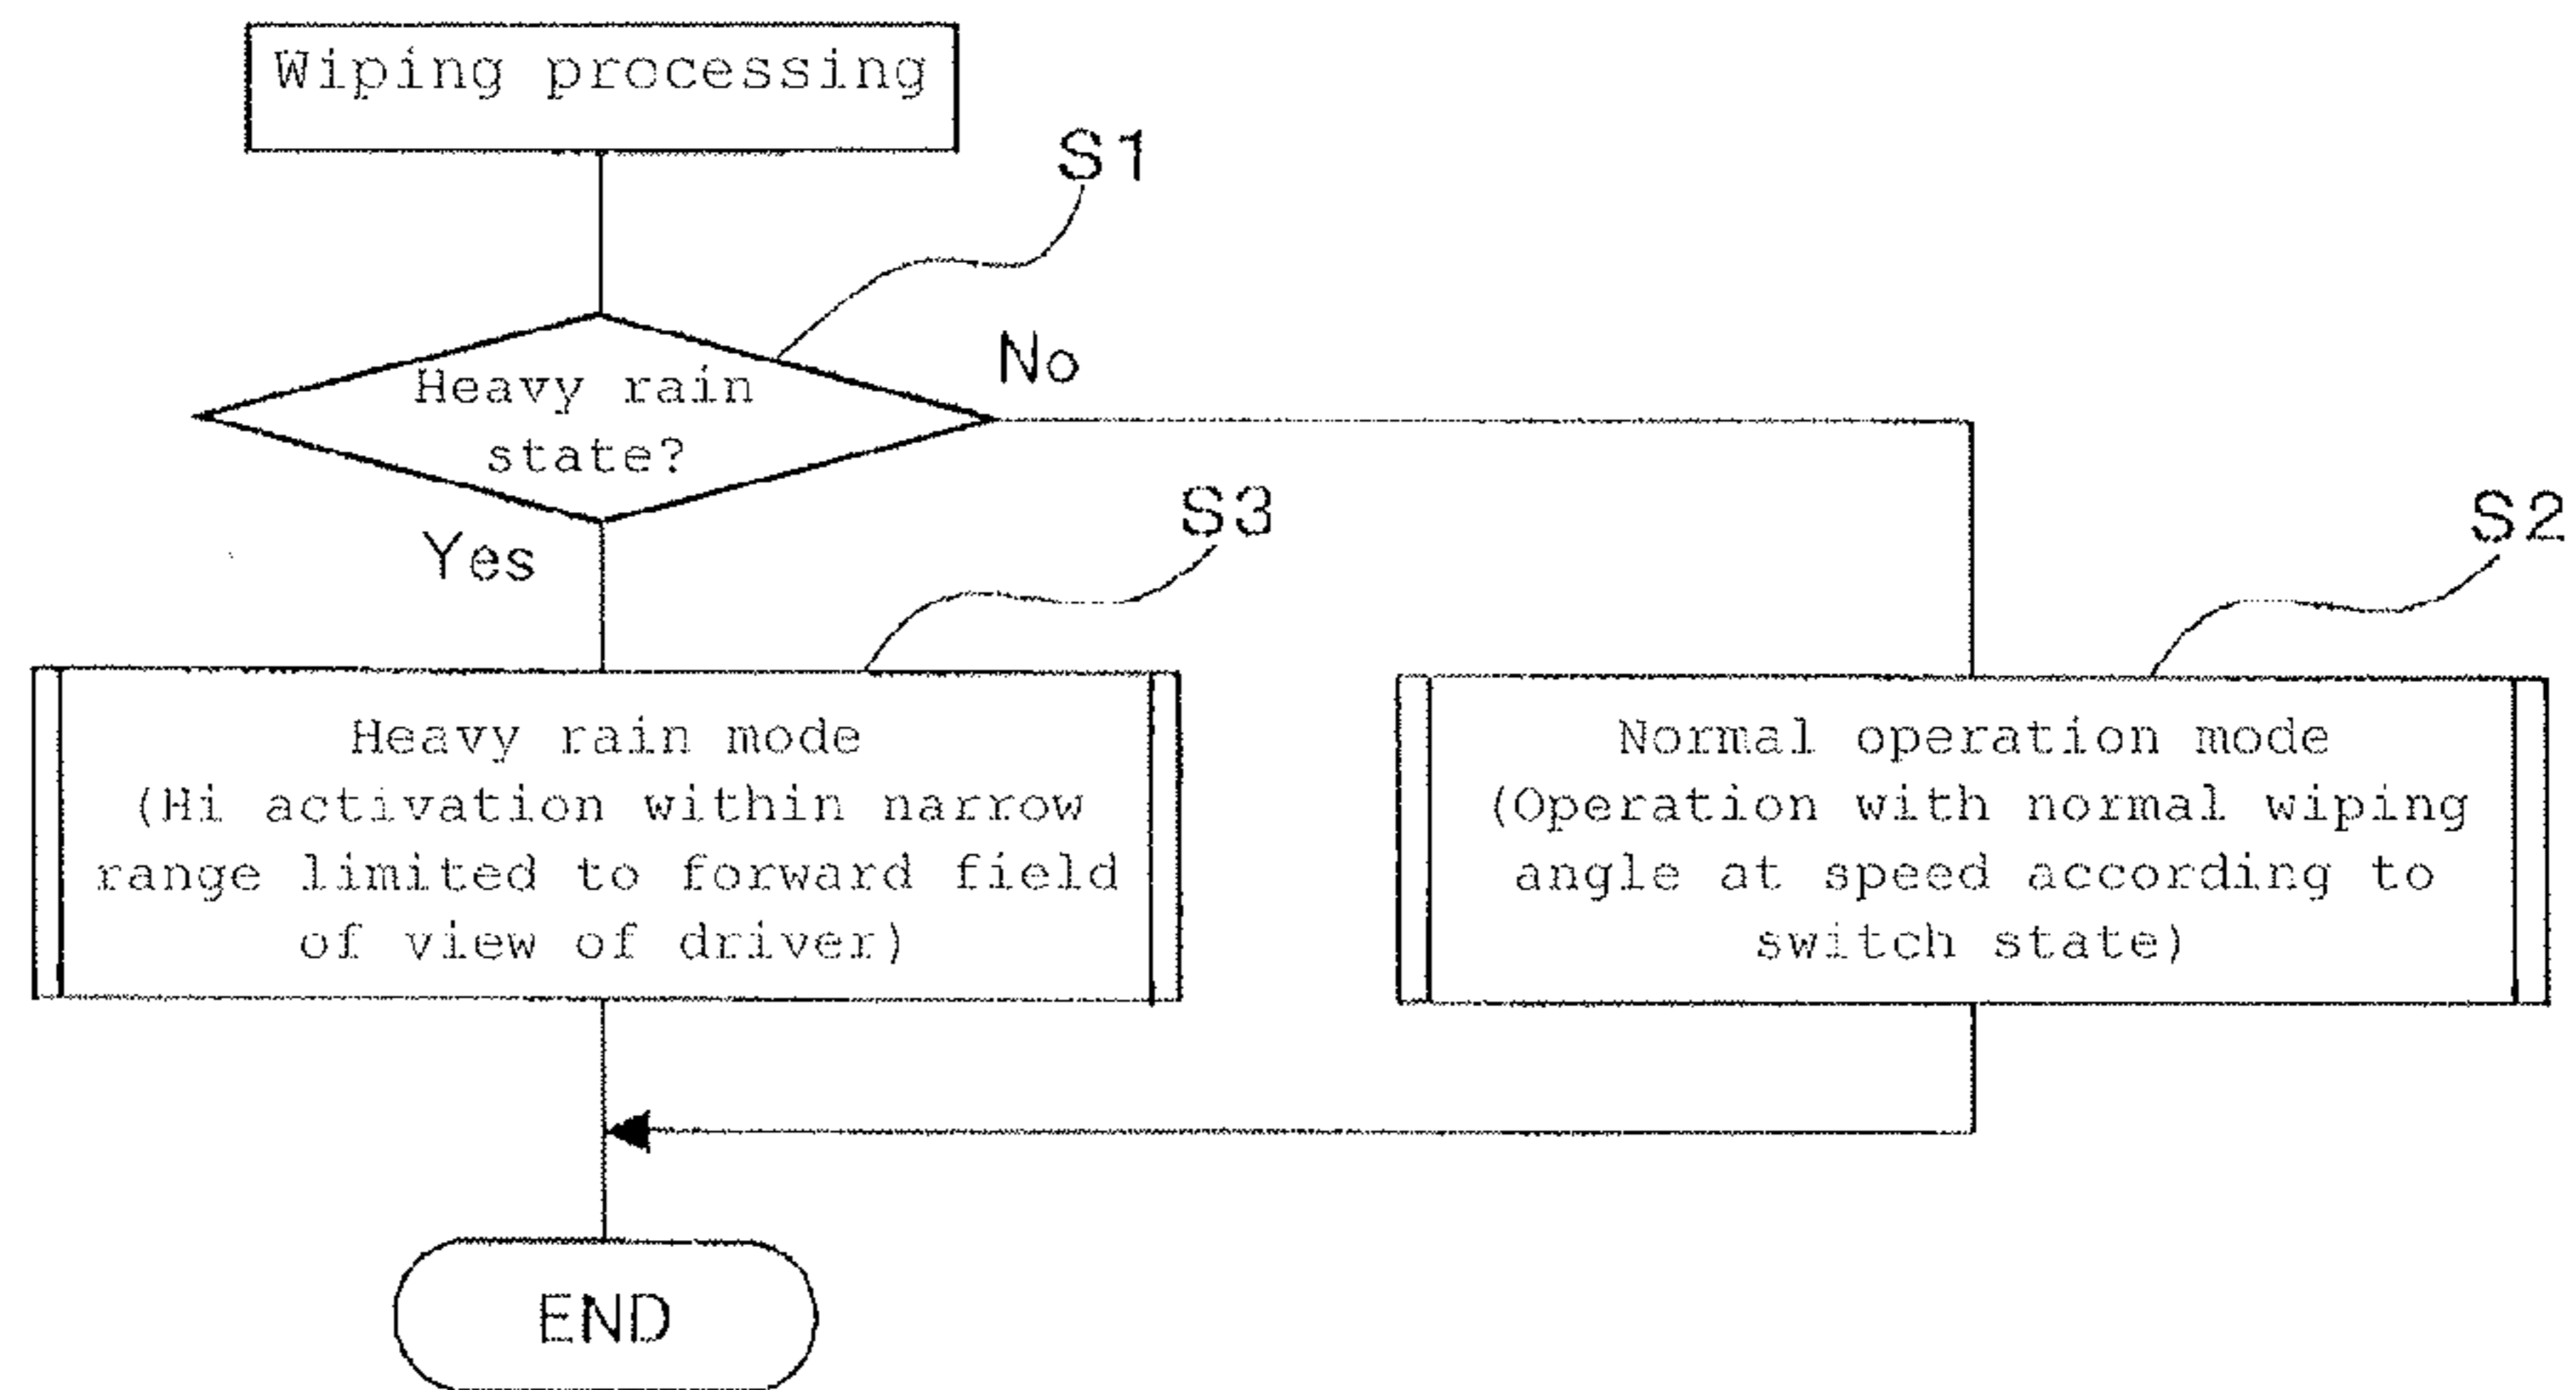 Wiping processing
S1
No
Heavy rain
state?
Yes
S3
S2
Heavy rain mode
(Hi activation within narrow
range limited to forward field
of view of driver)
Normal operation mode
(Operation with normal wiping
angle at speed according to
switch state)
END